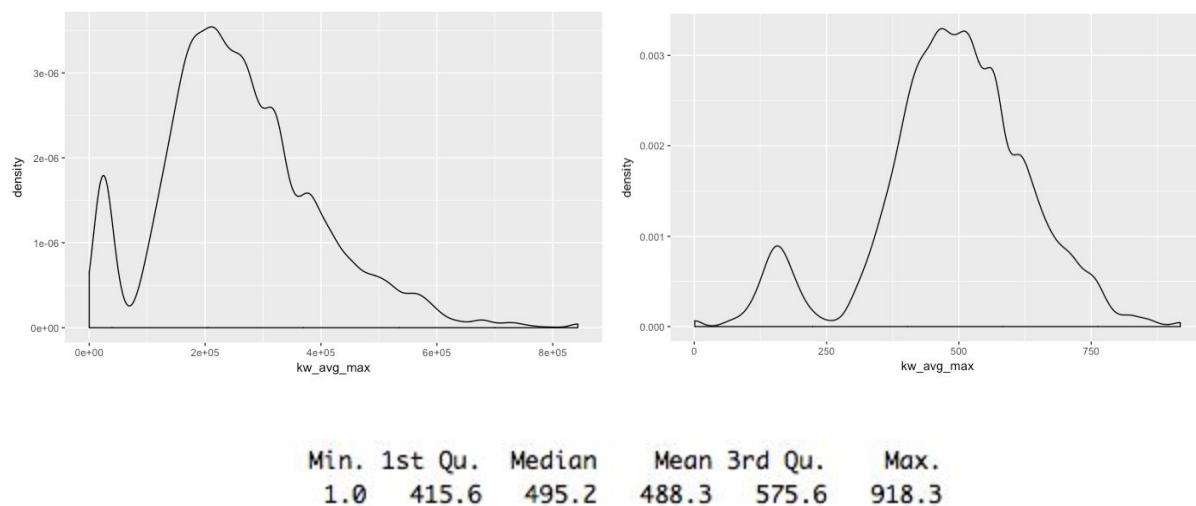 density
3e-06
2e-06
1e-06
0e+00
0e+00 2e+05 4e+05 6e+05 8e+05
kw_avg_max
density
0.003
0.002
0.001
0.000
0 250 500 750
kw_avg_max
Min. 1st Qu. Median Mean 3rd Qu. Max.
1.0 415.6 495.2 488.3 575.6 918.3